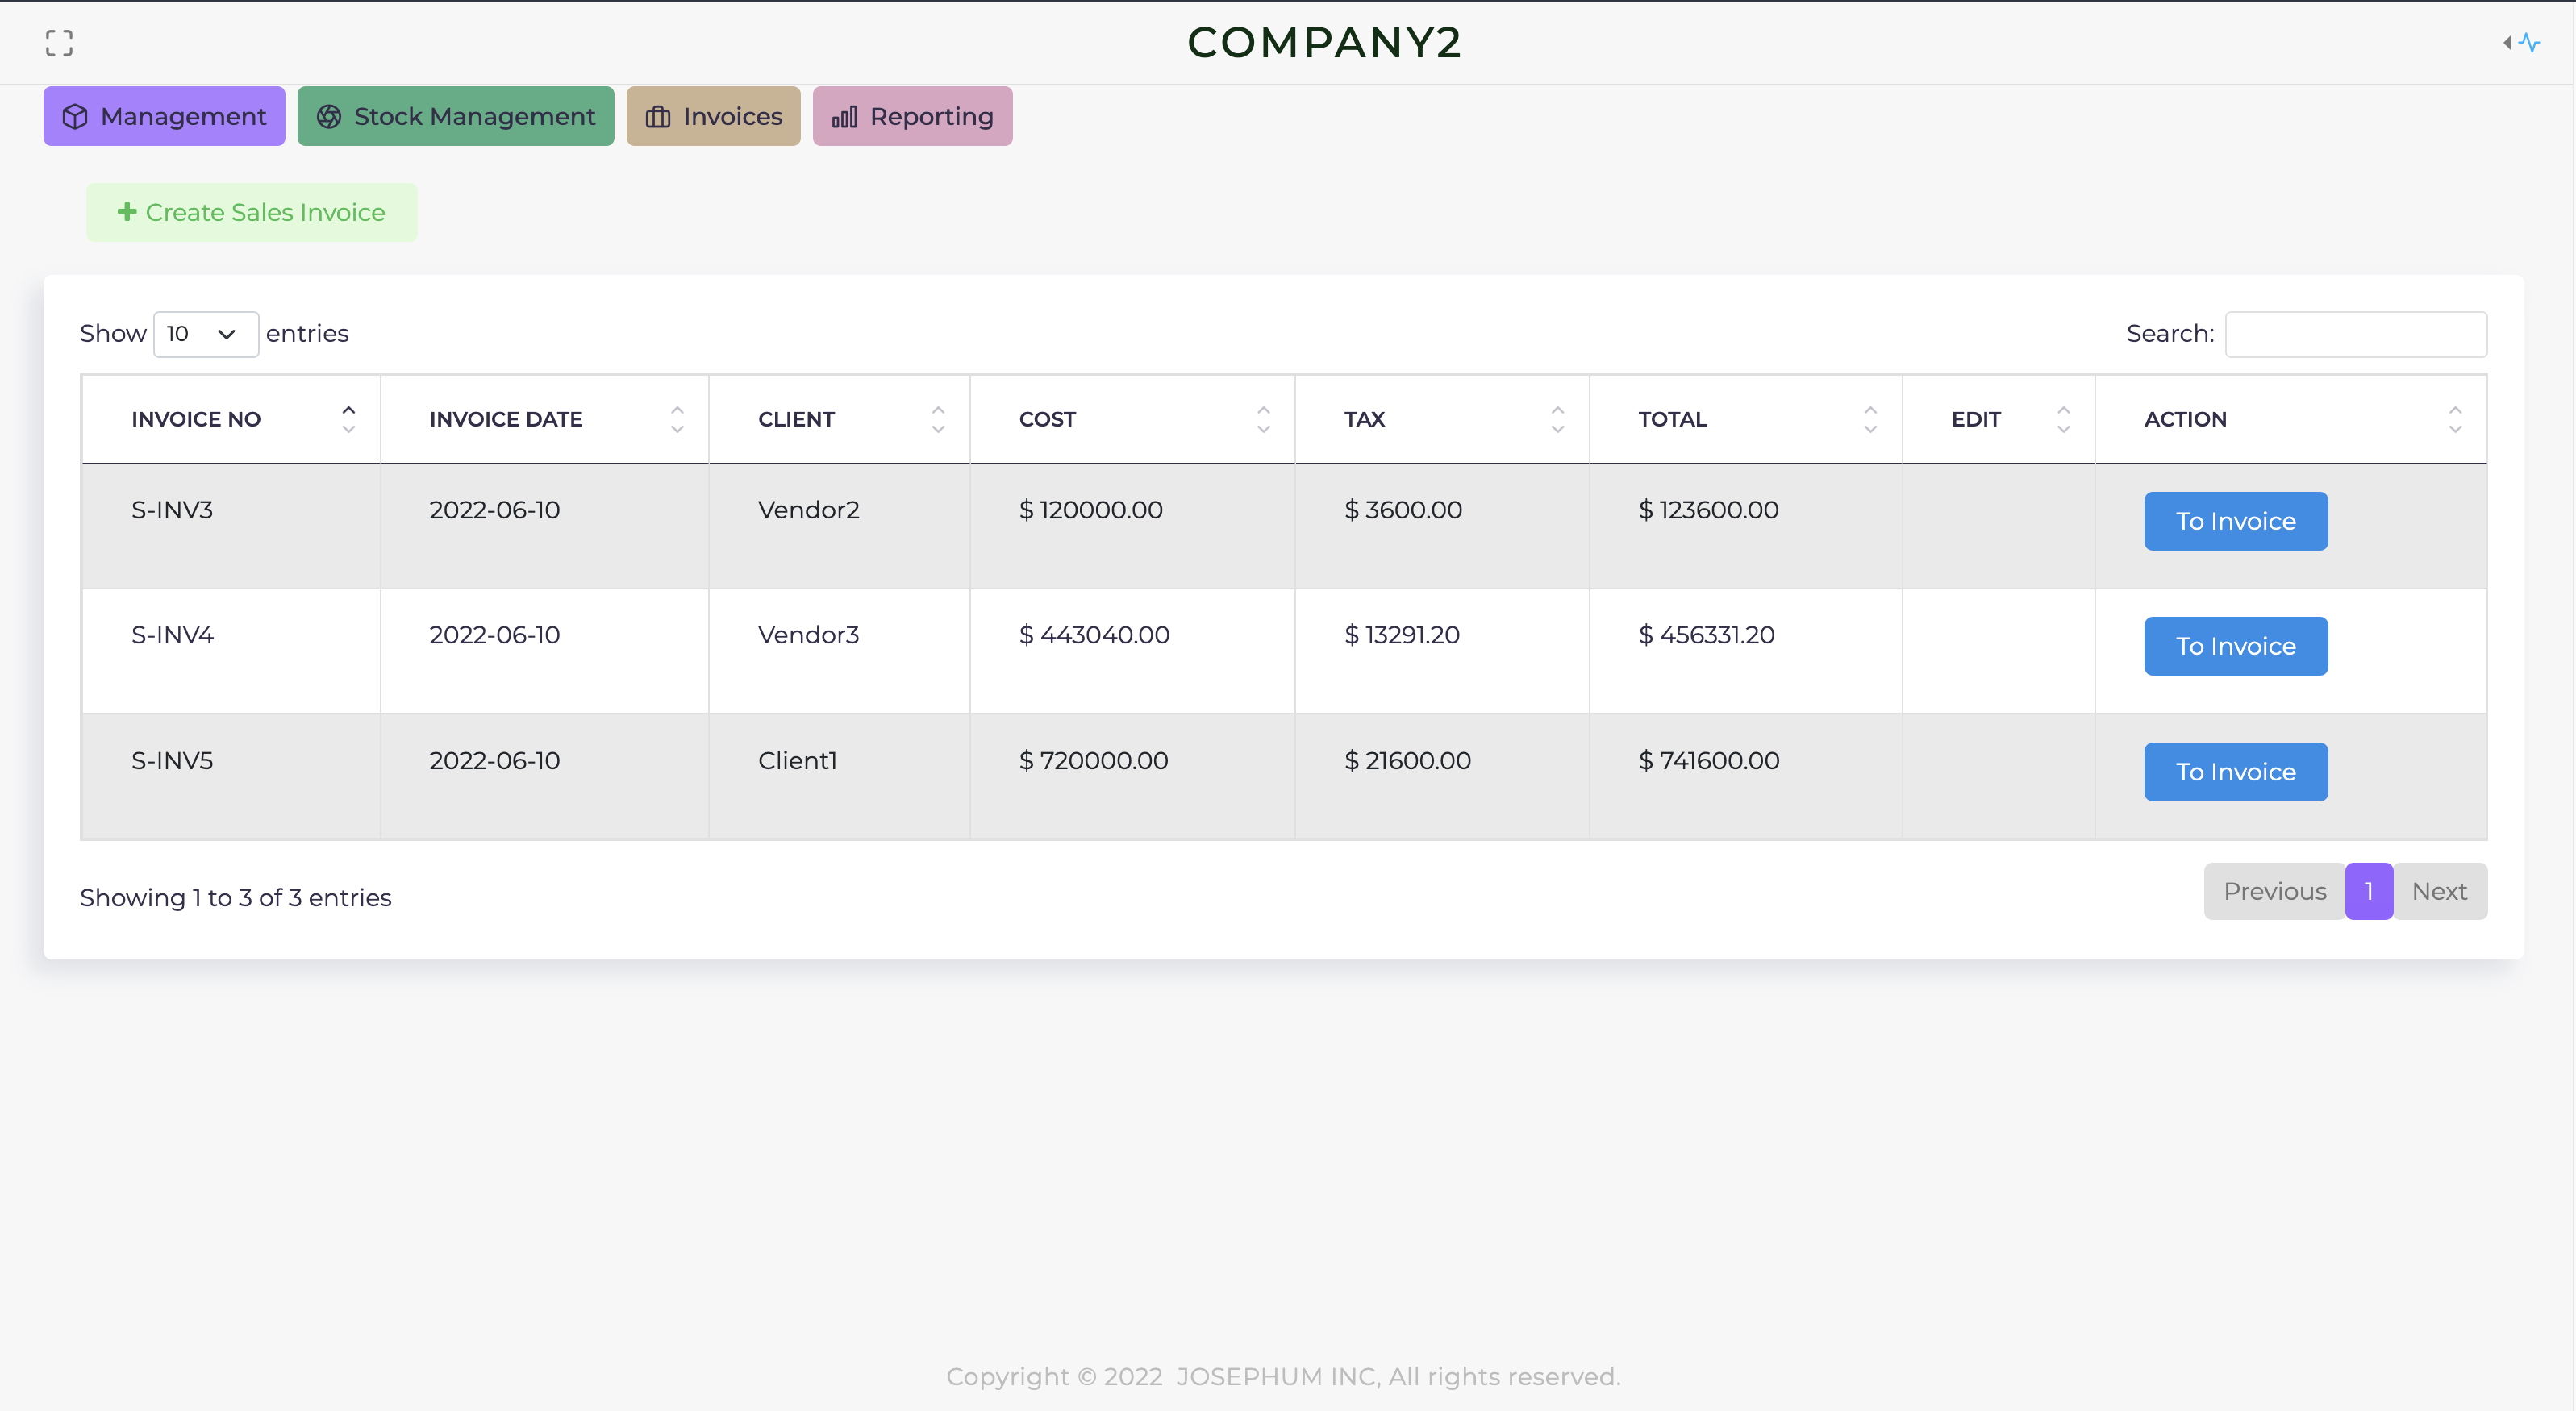 COMPANY2
Management Stock Management Invoices Reporting
Create Sales Invoice
Show 10 entries Search:
INVOICE NO INVOICE DATE CLIENT COST TAX TOTAL EDIT ACTION
S-INV3 2022-06-10 Vendor2 $ 120000.00 $ 3600.00 $ 123600.00 To Invoice
S-INV4 2022-06-10 Vendor3 $ 443040.00 $ 13291.20 $ 456331.20 To Invoice
S-INV5 2022-06-10 Client1 $ 720000.00 $ 21600.00 $ 741600.00 To Invoice
Showing 1 to 3 of 3 entries Previous 1 Next
Copyright © 2022 JOSEPHUM INC, All rights reserved.